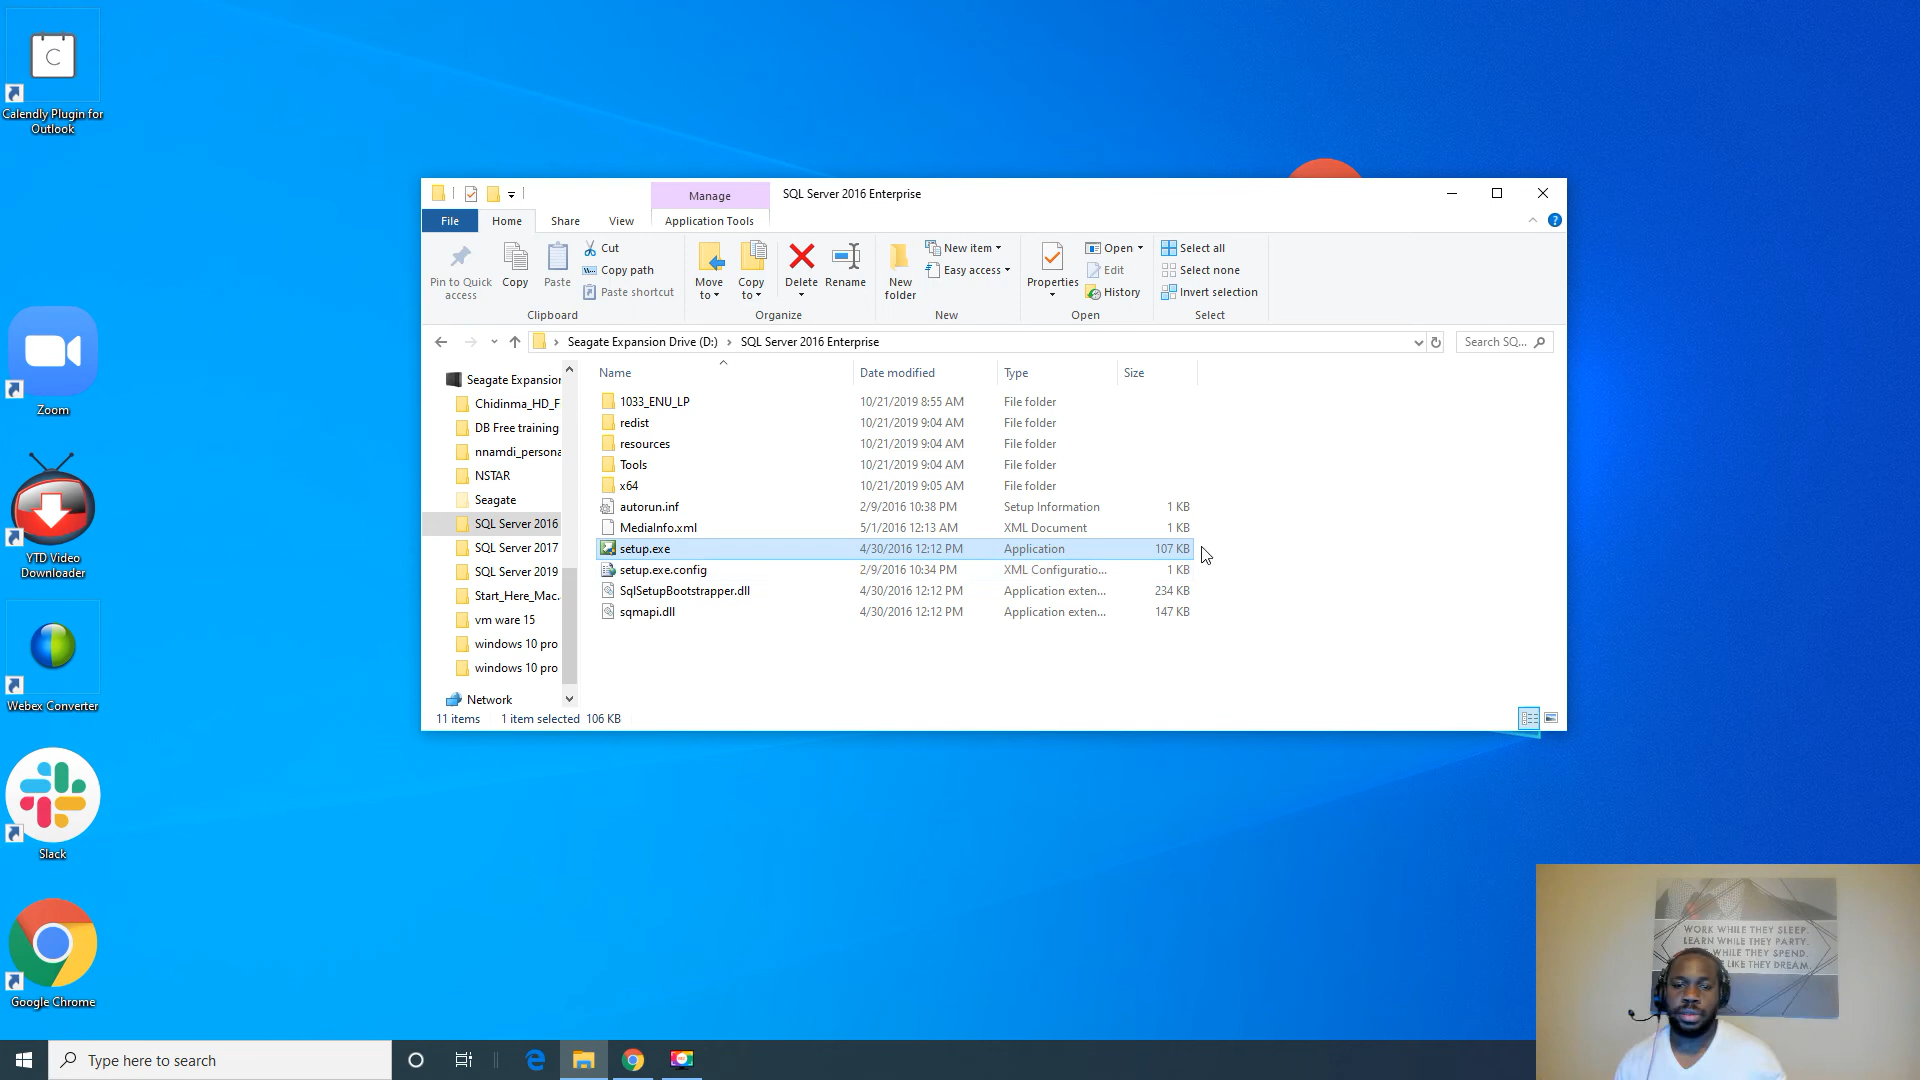 Calendly Plugin for
Outlook
Zoom
YTD Video
Downloader
Webex Converter
Slack
Google Chrome
Manage
SQL Server 2016 Enterprise
File
Home
Share
View
Application Tools
Pin to Quick
access
Copy
Paste
Cut
Copy path
Paste shortcut
Clipboard
Move
to
Copy
to
Delete
Rename
Organize
New
folder
New item
Easy access
New
Properties
Open
Edit
History
Open
Select all
Select none
Invert selection
Select
Seagate Expansion Drive (D:) > SQL Server 2016 Enterprise
Search SQ...
Seagate Expansion
Chidinma_HD_F
DB Free training
nnamdi_persona
NSTAR
Seagate
SQL Server 2016
SQL Server 2017
SQL Server 2019
Start_Here_Mac.
vm ware 15
windows 10 pro
windows 10 pro
Network
Name Date modified Type Size
1033_ENU_LP 10/21/2019 8:55 AM File folder
redist 10/21/2019 9:04 AM File folder
resources 10/21/2019 9:04 AM File folder
Tools 10/21/2019 9:04 AM File folder
x64 10/21/2019 9:05 AM File folder
autorun.inf 2/9/2016 10:38 PM Setup Information 1 KB
MediaInfo.xml 5/1/2016 12:13 AM XML Document 1 KB
setup.exe 4/30/2016 12:12 PM Application 107 KB
setup.exe.config 2/9/2016 10:34 PM XML Configuratio... 1 KB
SqlSetupBootstrapper.dll 4/30/2016 12:12 PM Application exten... 234 KB
sqmapi.dll 4/30/2016 12:12 PM Application exten... 147 KB
11 items 1 item selected 106 KB
WORK WHILE THEY SLEEP.
LEARN WHILE THEY PARTY.
WHILE THEY SPEND.
LIKE THEY DREAM.
Type here to search